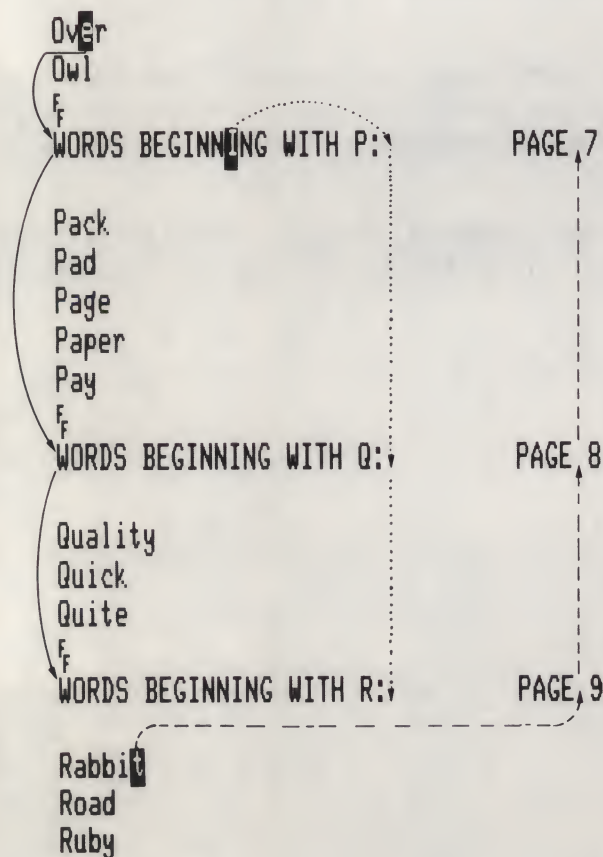 Over
Owl
FF
WORDS BEGINNING WITH P: PAGE 7
Pack
Pad
Page
Paper
Pay
FF
WORDS BEGINNING WITH Q: PAGE 8
Quality
Quick
Quite
FF
WORDS BEGINNING WITH R: PAGE 9
Rabbit
Road
Ruby